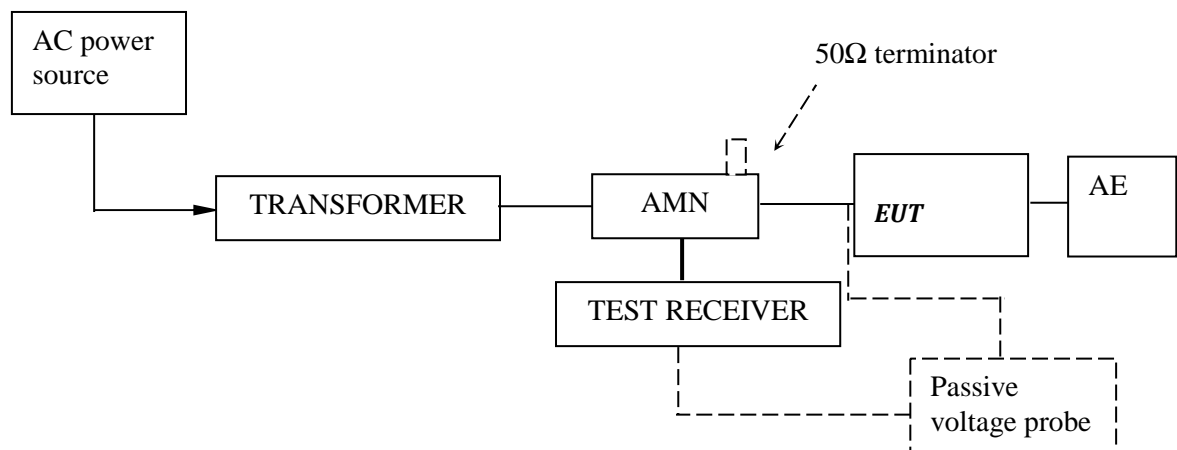 AC power
source
50Ω terminator
TRANSFORMER
AMN
EUT
AE
TEST RECEIVER
Passive
voltage probe